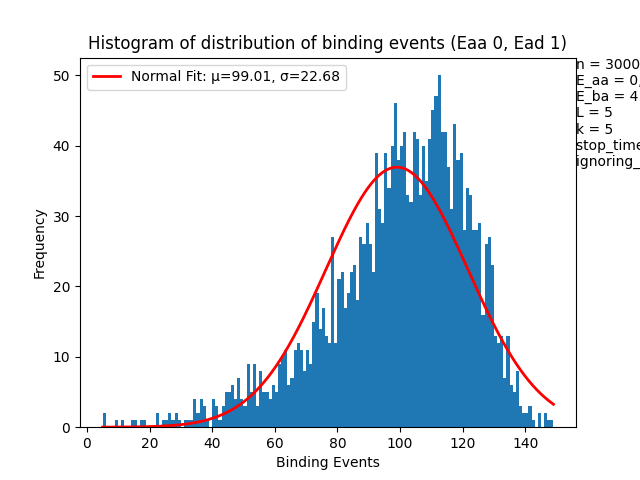 Histogram of distribution of binding events (Eaa 0, Ead 1)
Normal Fit: μ=99.01, σ=22.68
n = 3000
E_aa = 0,
E_ba = 4
L = 5
k = 5
stop_time
ignoring_
Frequency
50
40
30
20
10
0
0 20 40 60 80 100 120 140
Binding Events